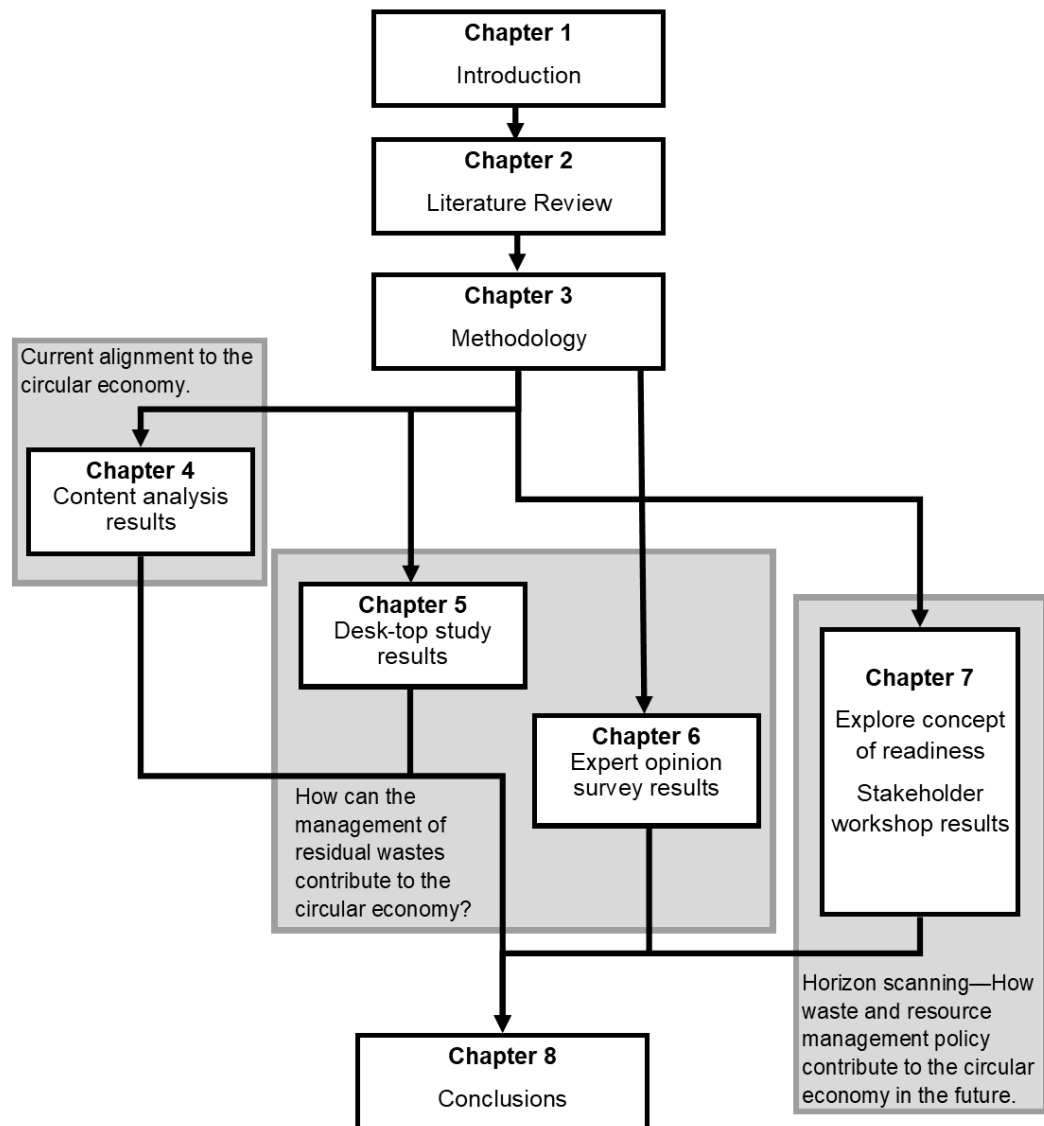 Chapter 1
Introduction
Chapter 2
Literature Review
Chapter 3
Methodology
Current alignment to the
circular economy.
Chapter 4
Content analysis
results
Chapter 5
Desk-top study
results
Chapter 6
Expert opinion
survey results
How can the
management of
residual wastes
contribute to the
circular economy?
Chapter 7
Explore concept
of readiness
Stakeholder
workshop results
Horizon scanning—How
waste and resource
management policy
contribute to the circular
economy in the future.
Chapter 8
Conclusions